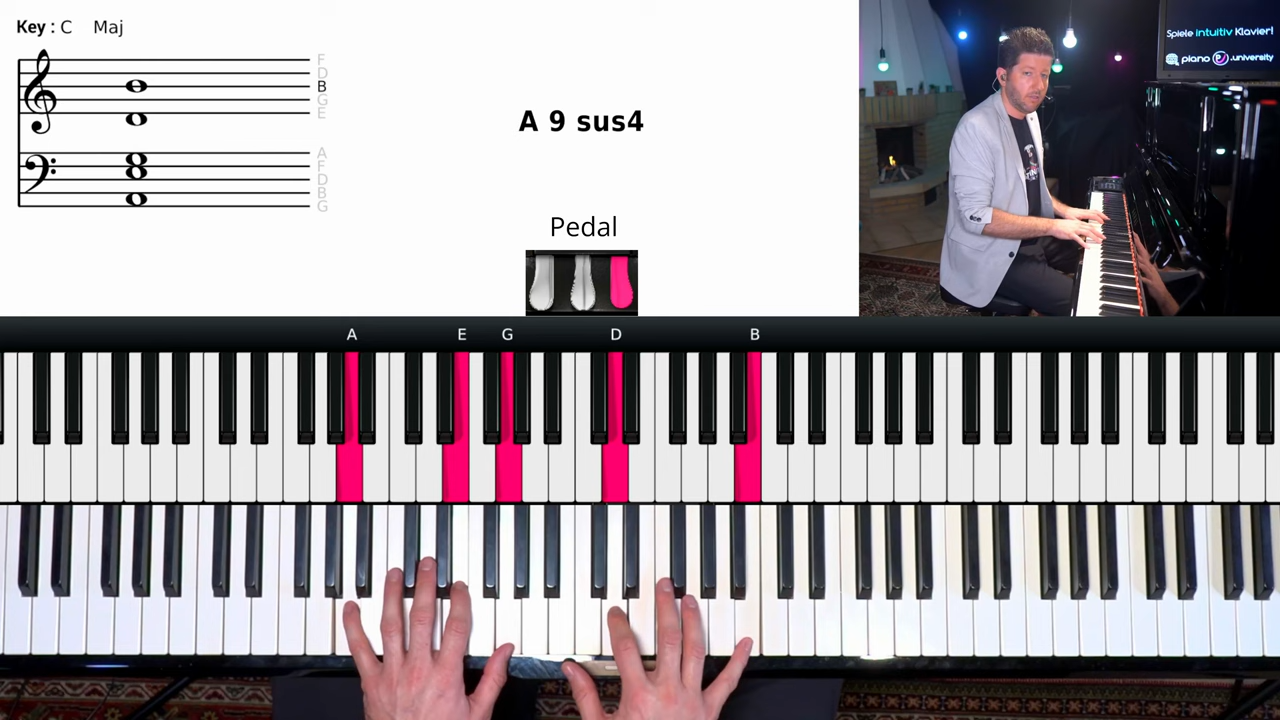 Key : C Maj
F
D
B
G
E
A
F
D
B
G
A 9 sus4
Pedal
Spiele intuitiv Klavier!
piano P .university
A E G D B